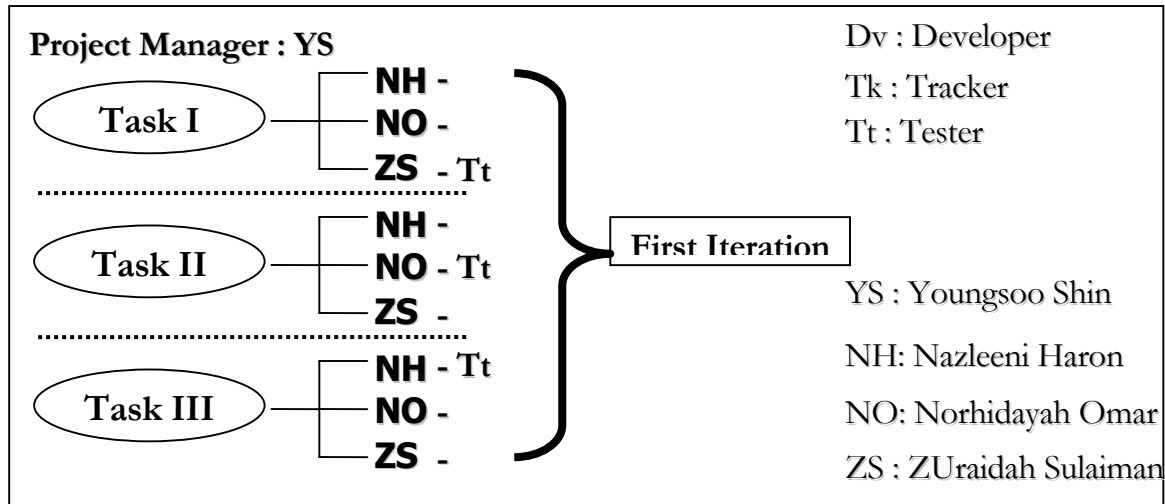 Project Manager : YS
Task I
NH -
NO -
ZS - Tt
Task II
NH -
NO - Tt
ZS -
Task III
NH - Tt
NO -
ZS -
First Iteration
Dv : Developer
Tk : Tracker
Tt : Tester
YS : Youngsoo Shin
NH: Nazleeni Haron
NO: Norhidayah Omar
ZS : ZUraidah Sulaiman